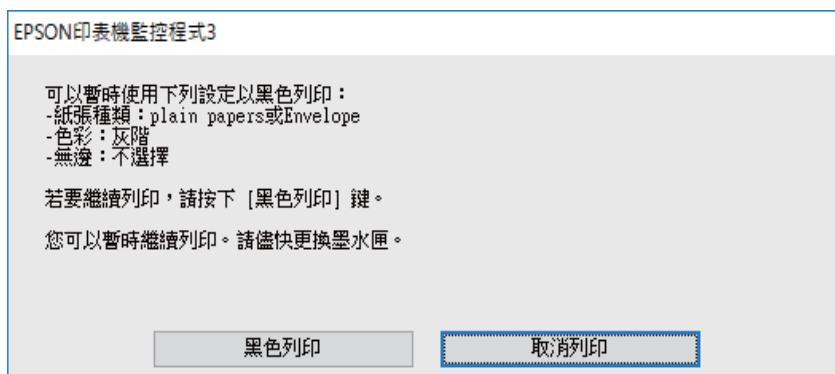 EPSON印表機監控程式3
可以暫時使用下列設定以黑色列印：
-紙張種類：plain papers或Envelope
-色彩：灰階
-無邊：不選擇
若要繼續列印，請按下 [黑色列印] 鍵。
您可以暫時繼續列印。請儘快更換墨水匣。
黑色列印
取消列印